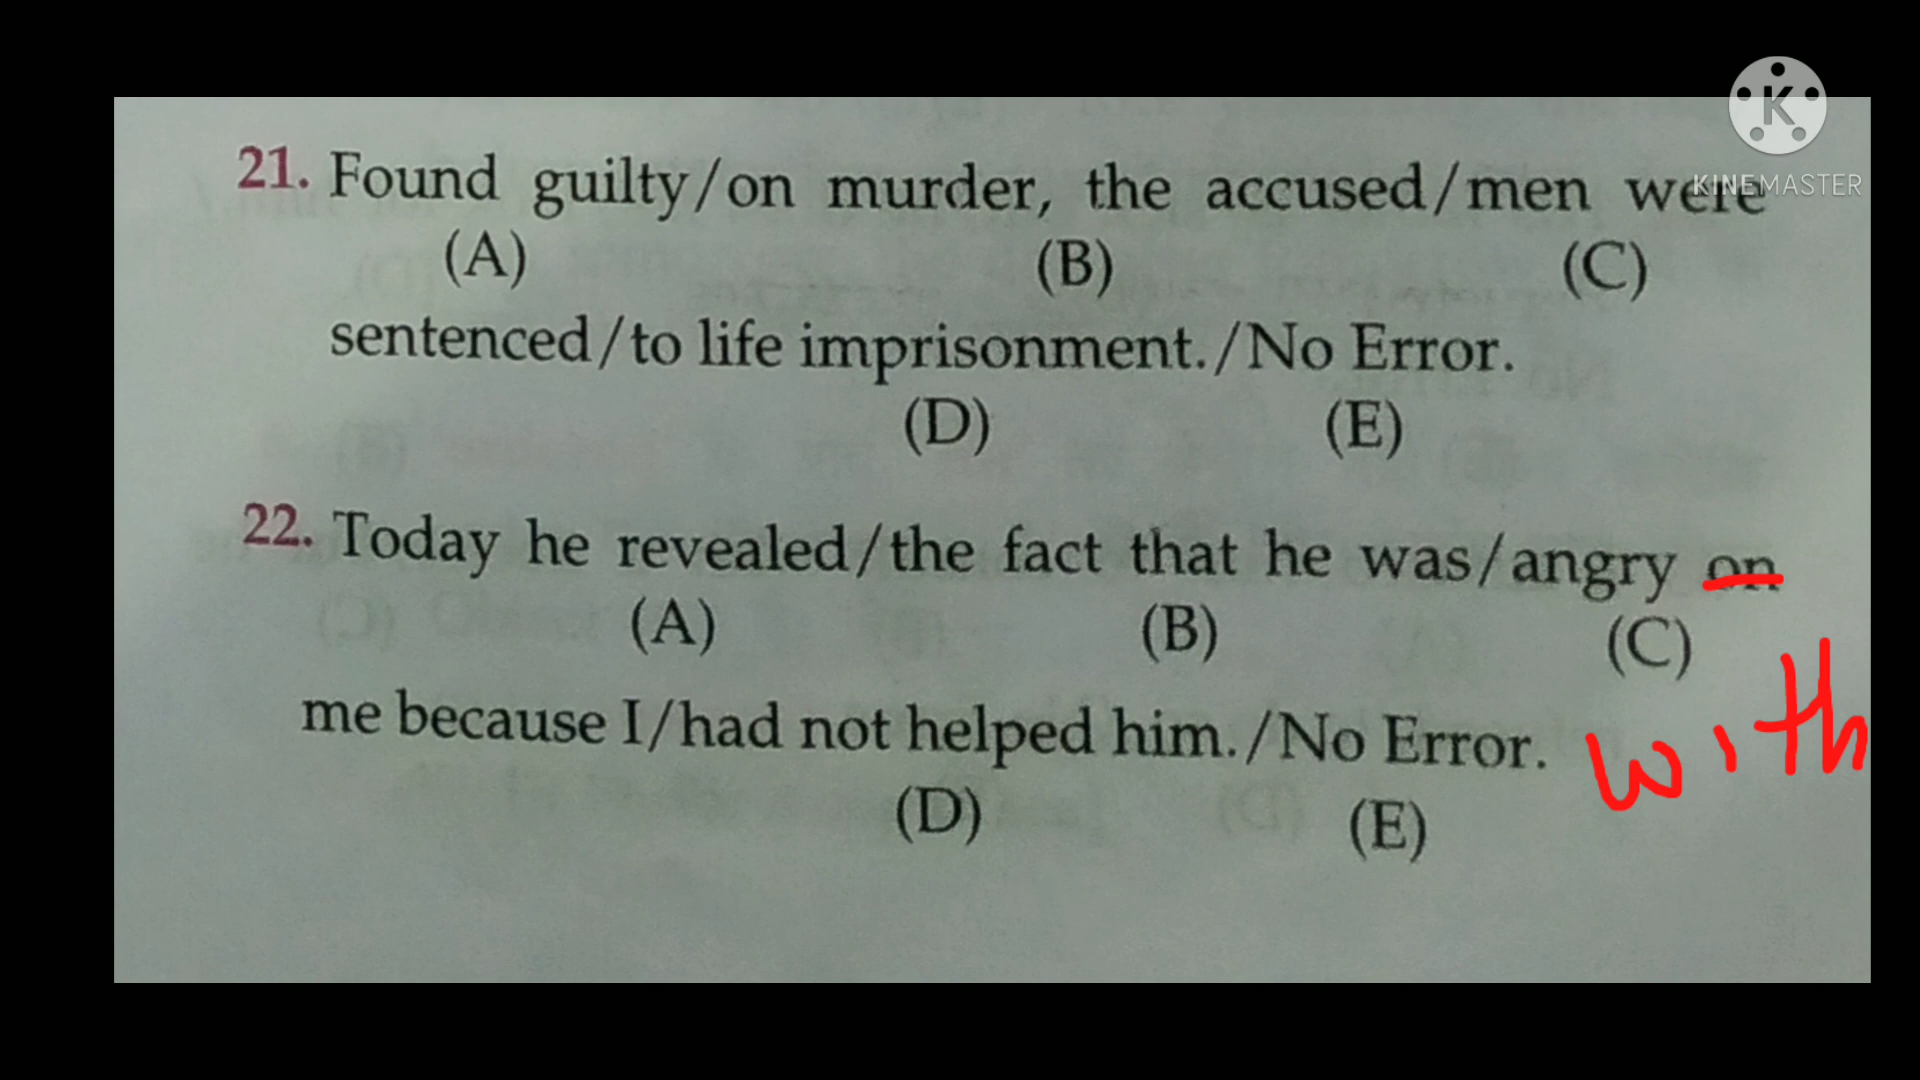 K
KINEMASTER
21. Found guilty/on murder, the accused/men were
(A) (B) (C)
sentenced/to life imprisonment./No Error.
(D) (E)
22. Today he revealed/the fact that he was/angry on
(A) (B) (C)
me because I/had not helped him./No Error.
with
(D) (E)